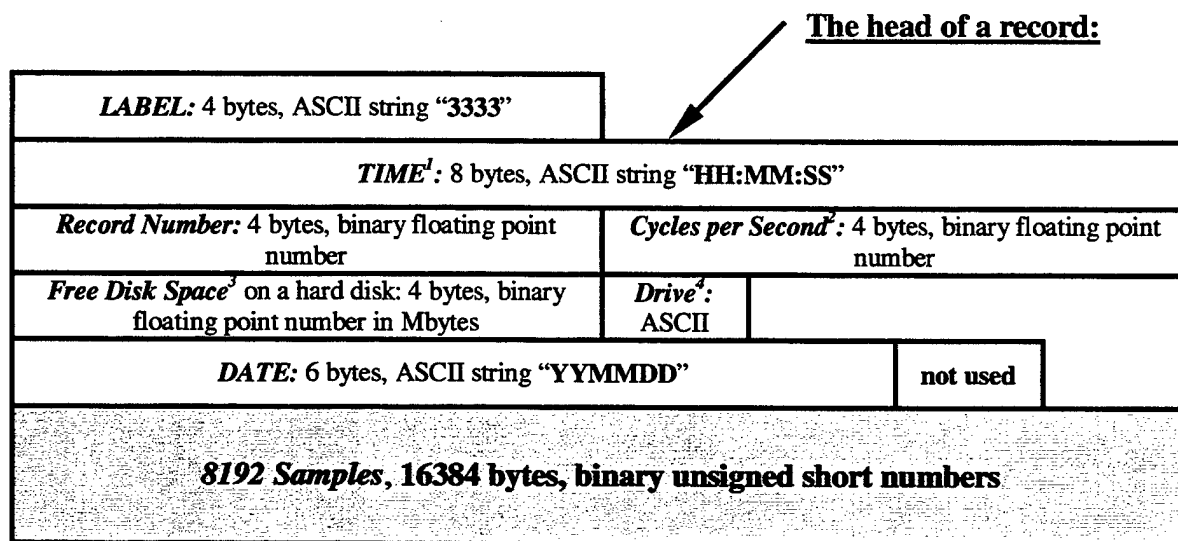 The head of a record:
LABEL: 4 bytes, ASCII string “3333”
TIME¹: 8 bytes, ASCII string “HH:MM:SS”
Record Number: 4 bytes, binary floating point
number
Cycles per Second²: 4 bytes, binary floating point
number
Free Disk Space³ on a hard disk: 4 bytes, binary
floating point number in Mbytes
Drive⁴:
ASCII
DATE: 6 bytes, ASCII string “YYMMDD”
not used
8192 Samples, 16384 bytes, binary unsigned short numbers